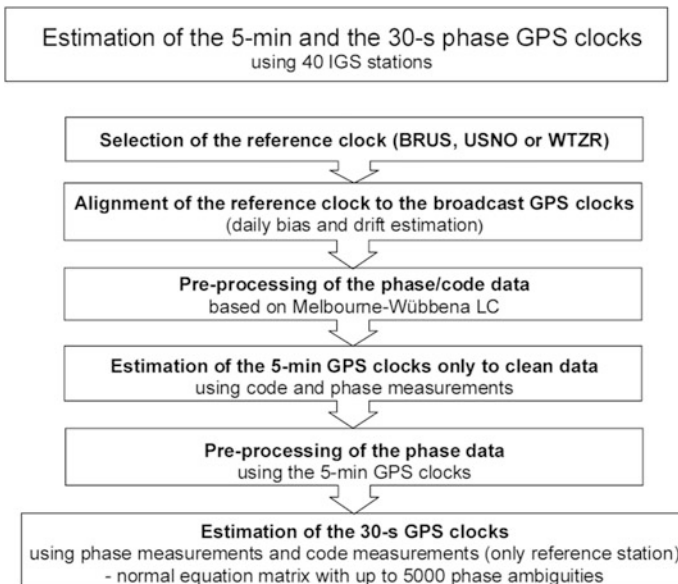 Estimation of the 5-min and the 30-s phase GPS clocks
using 40 IGS stations
Selection of the reference clock (BRUS, USNO or WTZR)
Alignment of the reference clock to the broadcast GPS clocks
(daily bias and drift estimation)
Pre-processing of the phase/code data
based on Melbourne-Wübbena LC
Estimation of the 5-min GPS clocks only to clean data
using code and phase measurements
Pre-processing of the phase data
using the 5-min GPS clocks
Estimation of the 30-s GPS clocks
using phase measurements and code measurements (only reference station)
- normal equation matrix with up to 5000 phase ambiguities